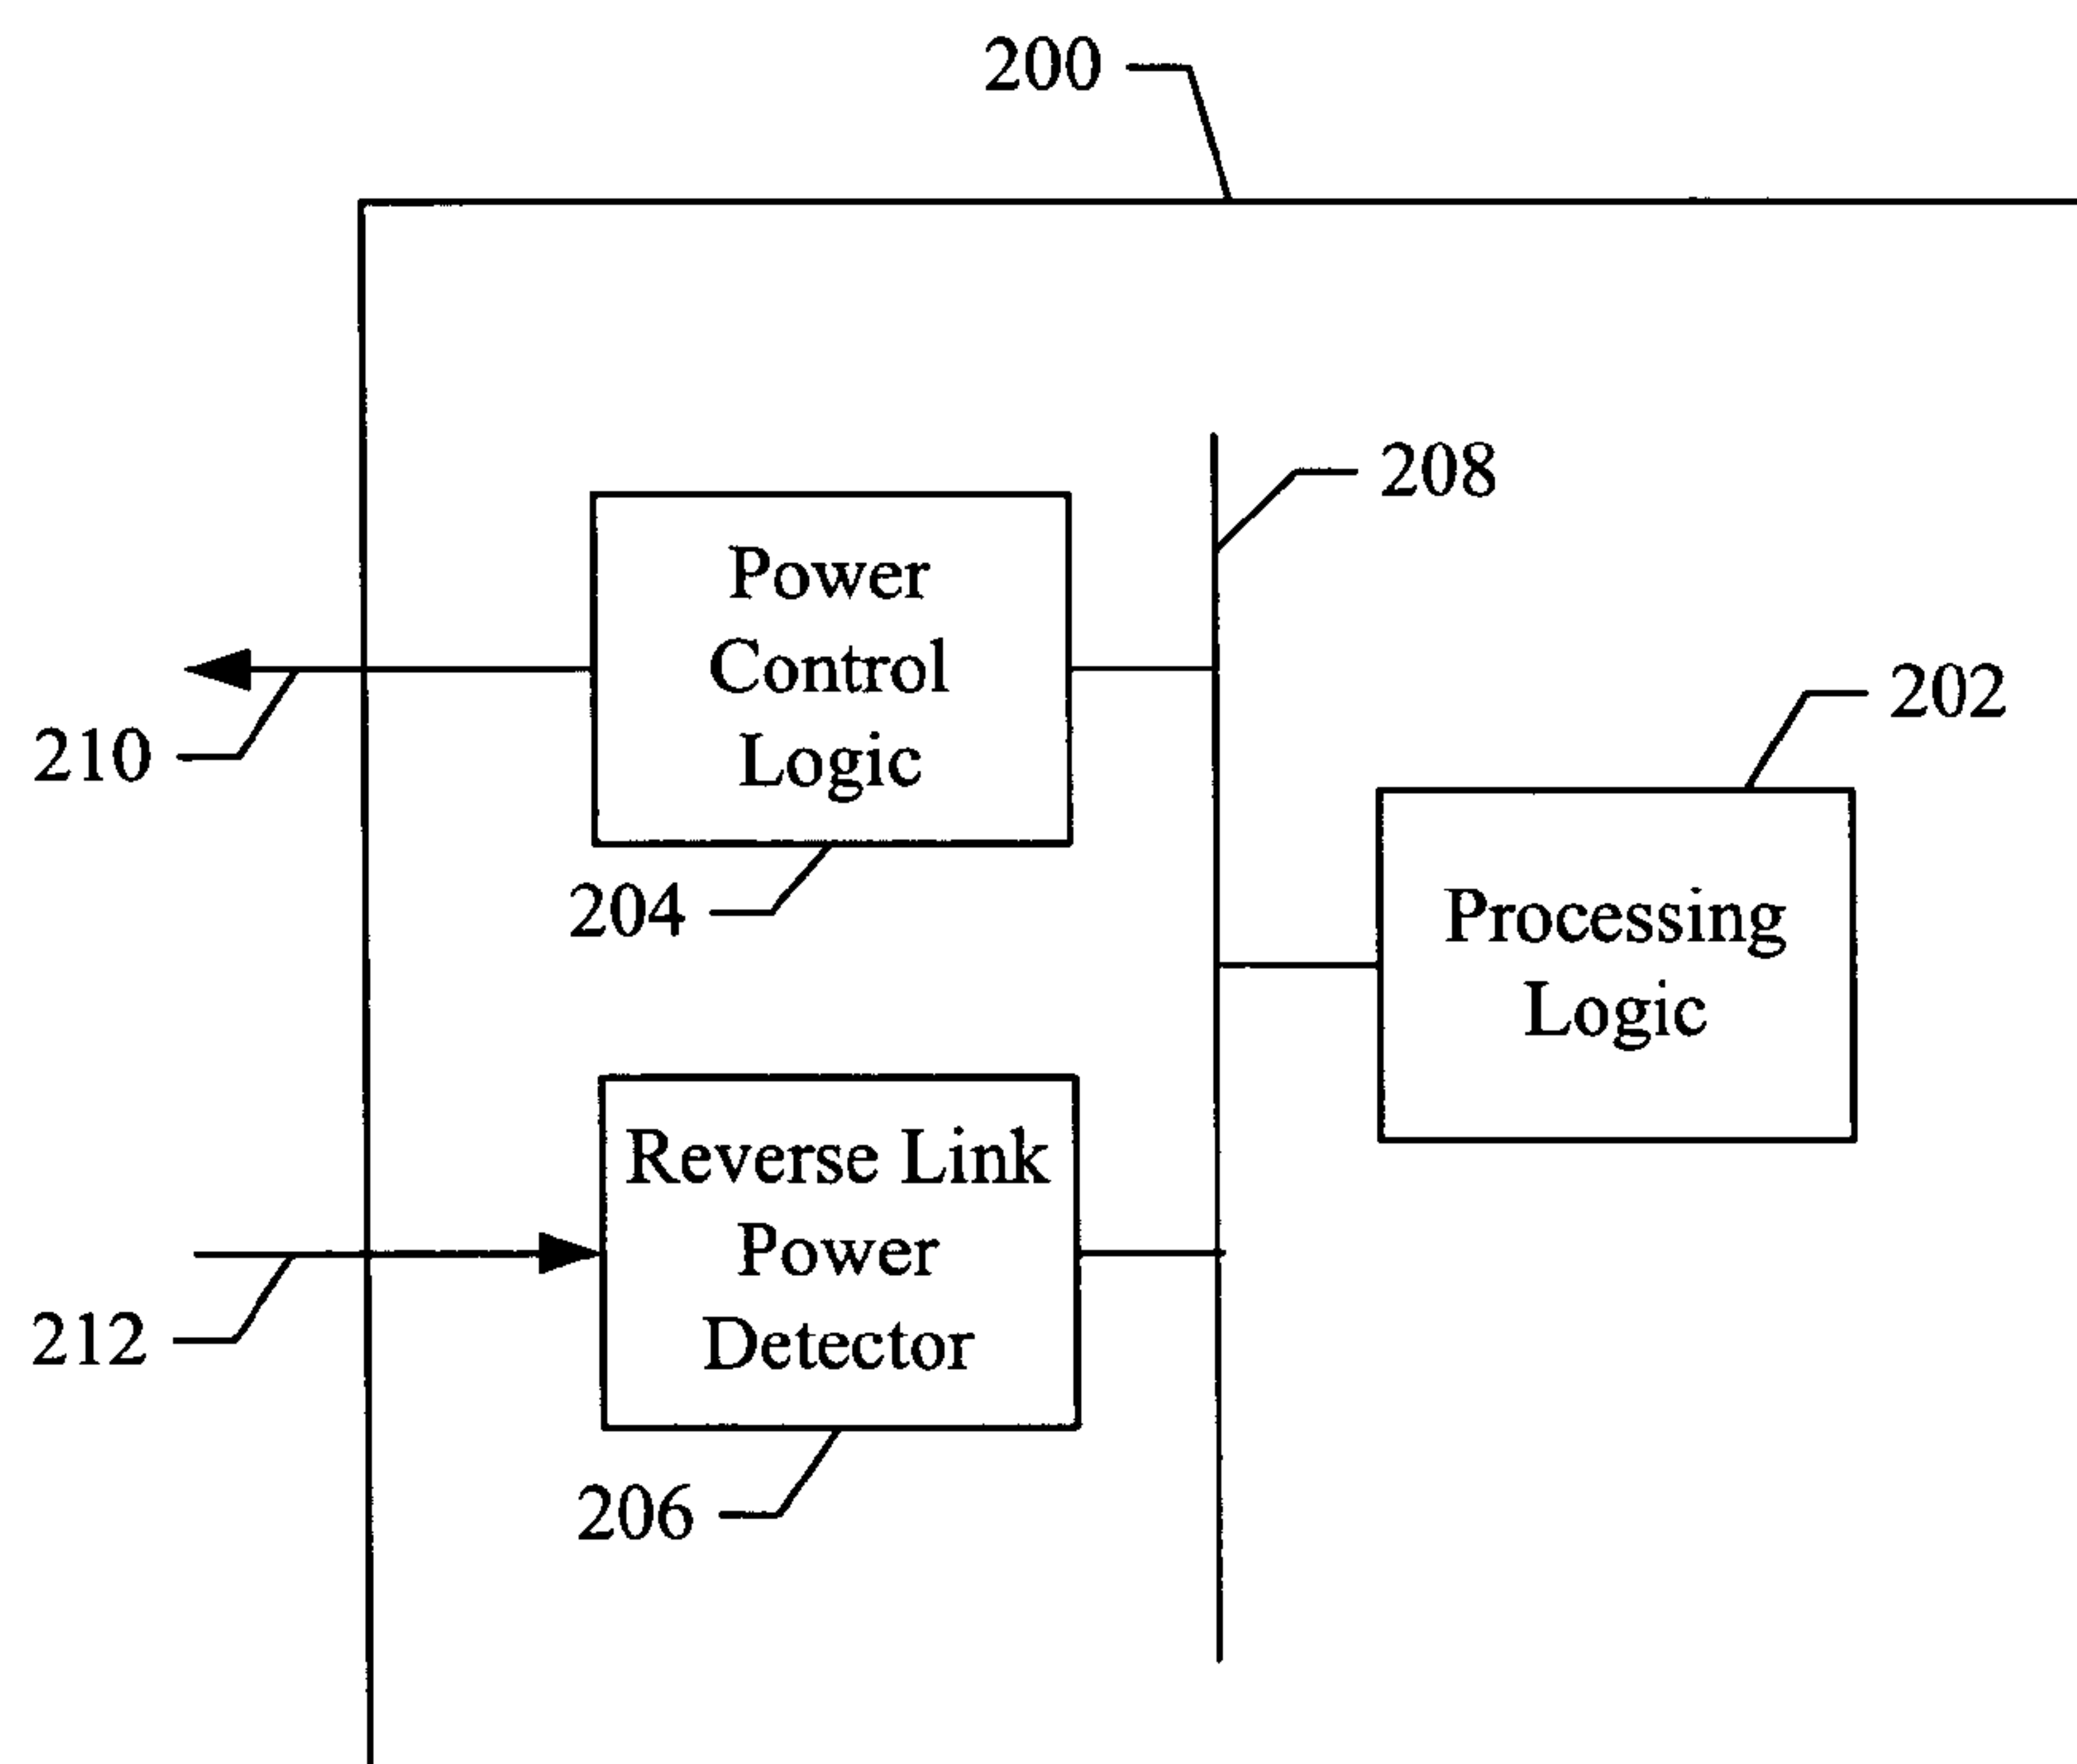 200
208
Power
Control
Logic
202
210
204
Processing
Logic
Reverse Link
Power
Detector
212
206